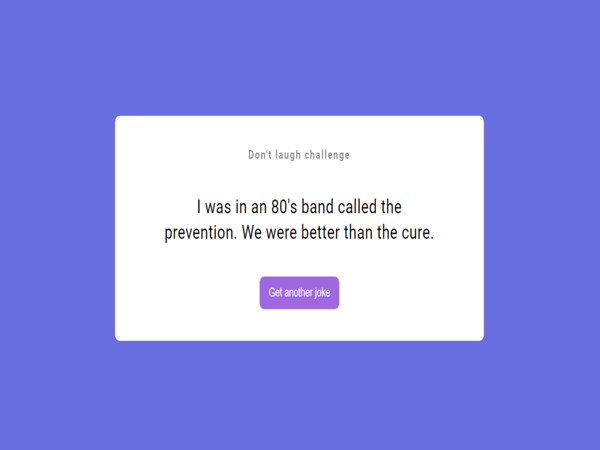 Don't laugh challenge
I was in an 80's band called the
prevention. We were better than the cure.
Get another joke